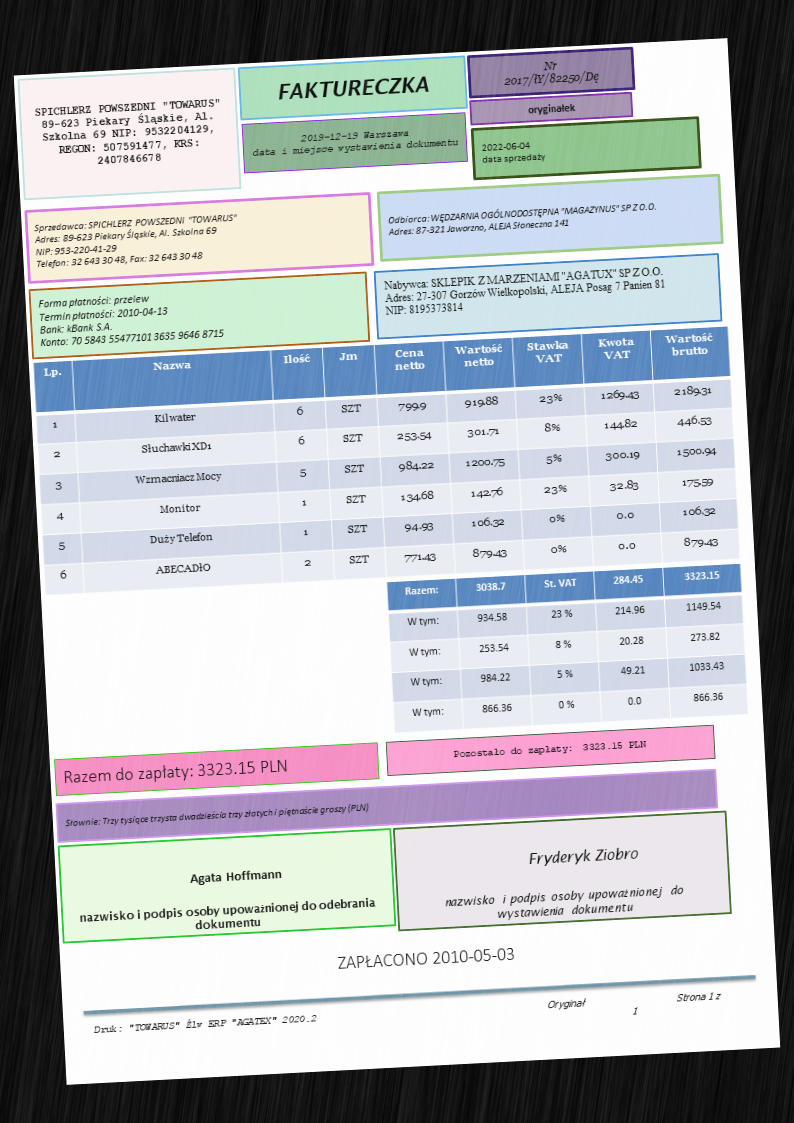 SPICHLERZ POWSZEDNI "TOWARUS"
89-623 Piekary Śląskie, Al.
Szkolna 69 NIP: 9532204129,
REGON: 507591477, KRS:
2407846678
FAKTURECZKA
2019-12-19 Warszawa
data i miejsce wystawienia dokumentu
Nr
2017/łY/82250/Dę
oryginałek
2022-06-04
data sprzedaży
Sprzedawca: SPICHLERZ POWSZEDNI "TOWARUS"
Adres: 89-623 Piekary Śląskie, Al. Szkolna 69
NIP: 953-220-41-29
Telefon: 32 643 30 48, Fax: 32 643 30 48
Odbiorca: WĘDZARNIA OGÓLNODOSTĘPNA "MAGAZYNUS" SP Z O.O.
Adres: 87-321 Jaworzno, ALEJA Słoneczna 141
Forma płatności: przelew
Termin płatności: 2010-04-13
Bank: kBank S.A.
Konto: 70 5843 55477101 3635 9646 8715
Nabywca: SKLEPIK Z MARZENIAMI "AGATUX" SP Z O.O.
Adres: 27-307 Gorzów Wielkopolski, ALEJA Posag 7 Panien 81
NIP: 8195373814
Lp. Nazwa Ilość Jm Cena netto Wartość netto Stawka VAT Kwota VAT Wartość brutto
1 Kilwater 6 SZT 799.9 919.88 23% 1269.43 2189.31
2 Słuchawki XD1 6 SZT 253.54 301.71 8% 144.82 446.53
3 Wzmacniacz Mocy 5 SZT 984.22 1200.75 5% 300.19 1500.94
4 Monitor 1 SZT 134.68 142.76 23% 32.83 175.59
5 Duży Telefon 1 SZT 94.93 106.32 0% 0.0 106.32
6 ABECADłO 2 SZT 771.43 879.43 0% 0.0 879.43
Razem: 3038.7 St. VAT 284.45 3323.15
W tym: 934.58 23 % 214.96 1149.54
W tym: 253.54 8 % 20.28 273.82
W tym: 984.22 5 % 49.21 1033.43
W tym: 866.36 0 % 0.0 866.36
Razem do zapłaty: 3323.15 PLN
Pozostało do zapłaty: 3323.15 PLN
Słownie: Trzy tysiące trzysta dwadzieścia trzy złotych i piętnaście groszy (PLN)
Agata Hoffmann
nazwisko i podpis osoby upoważnionej do odebrania
dokumentu
Fryderyk Ziobro
nazwisko i podpis osoby upoważnionej do
wystawienia dokumentu
ZAPŁACONO 2010-05-03
Druk: "TOWARUS" Źlw ERP "AGATEX" 2020.2
Oryginał
Strona 1 z
1